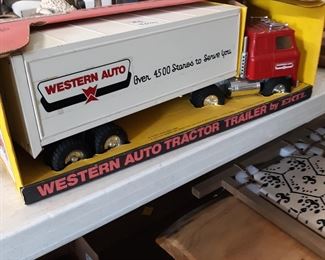 WESTERN AUTO
Over 4500 Stores to Serve You
WESTERN AUTO TRACTOR TRAILER by ERTL